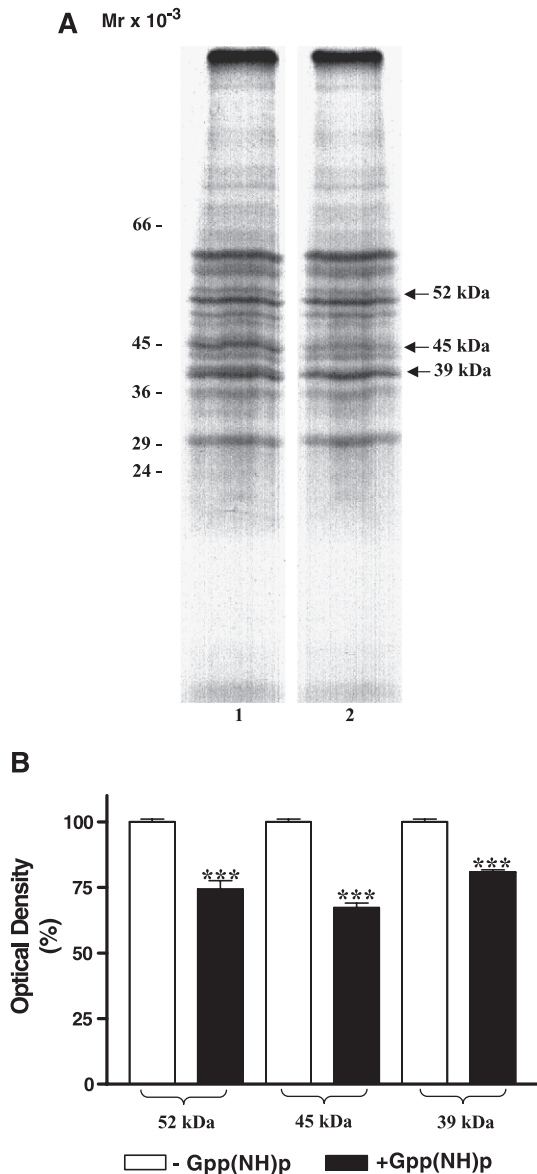 A Mr x 10⁻³
66 -
52 kDa
45 -
45 kDa
39 kDa
36 -
29 -
24 -
1 2
B
100
75
50
25
0
Optical Density
(%)
*** *** ***
52 kDa 45 kDa 39 kDa
- Gpp(NH)p +Gpp(NH)p